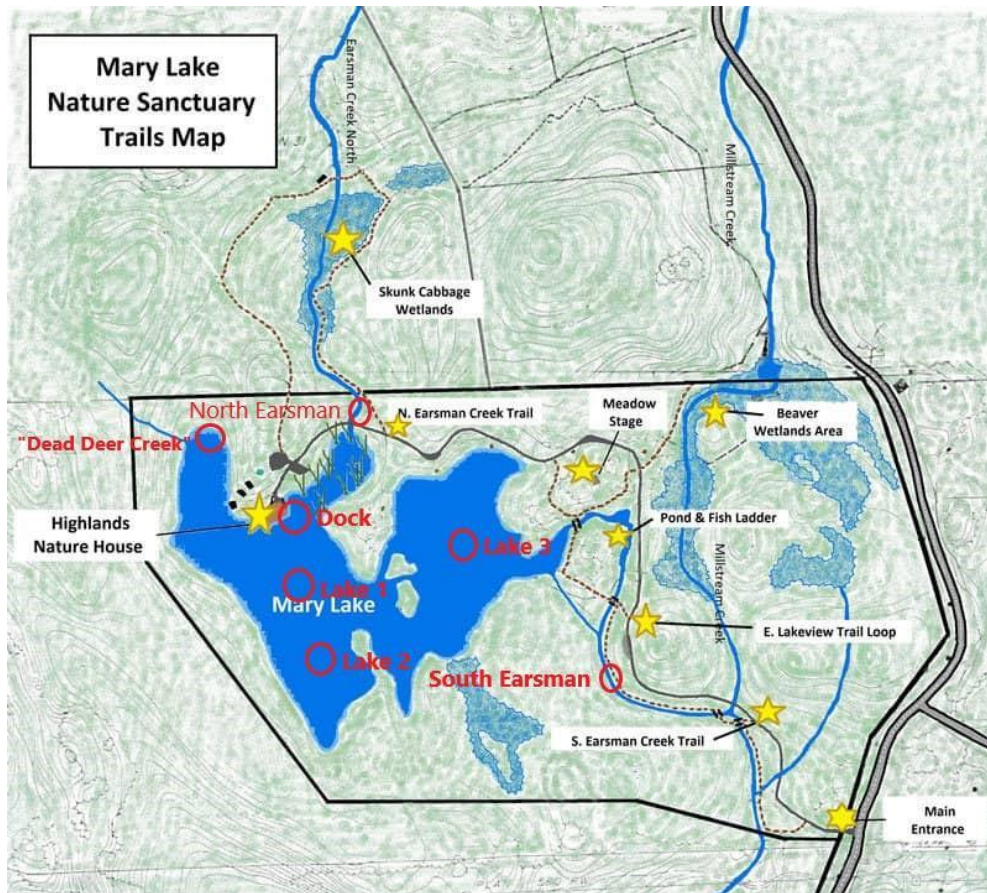 Mary Lake
Nature Sanctuary
Trails Map
Earsman Creek North
Millstream Creek
Skunk Cabbage
Wetlands
North Earsman
N. Earsman Creek Trail
Meadow
Stage
Beaver
Wetlands Area
"Dead Deer Creek"
Highlands
Nature House
Dock
Pond & Fish Ladder
Lake 3
Lake 1
Mary Lake
Millstream Creek
E. Lakeview Trail Loop
Lake 2
South Earsman
S. Earsman Creek Trail
Main
Entrance